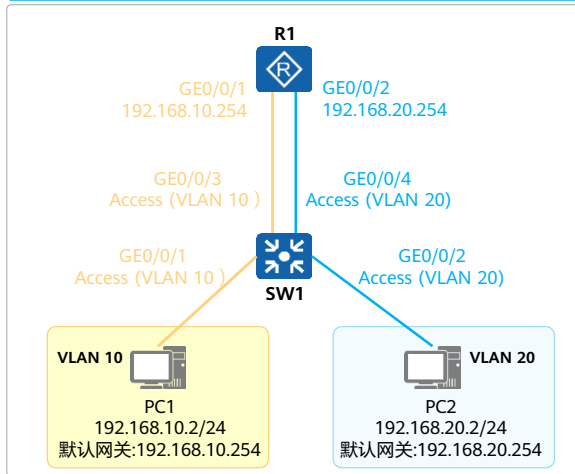 R1
GE0/0/1
192.168.10.254
GE0/0/2
192.168.20.254
GE0/0/3
Access (VLAN 10 )
GE0/0/4
Access (VLAN 20)
GE0/0/1
Access (VLAN 10 )
GE0/0/2
Access (VLAN 20)
SW1
VLAN 10
PC1
192.168.10.2/24
默认网关:192.168.10.254
VLAN 20
PC2
192.168.20.2/24
默认网关:192.168.20.254
R